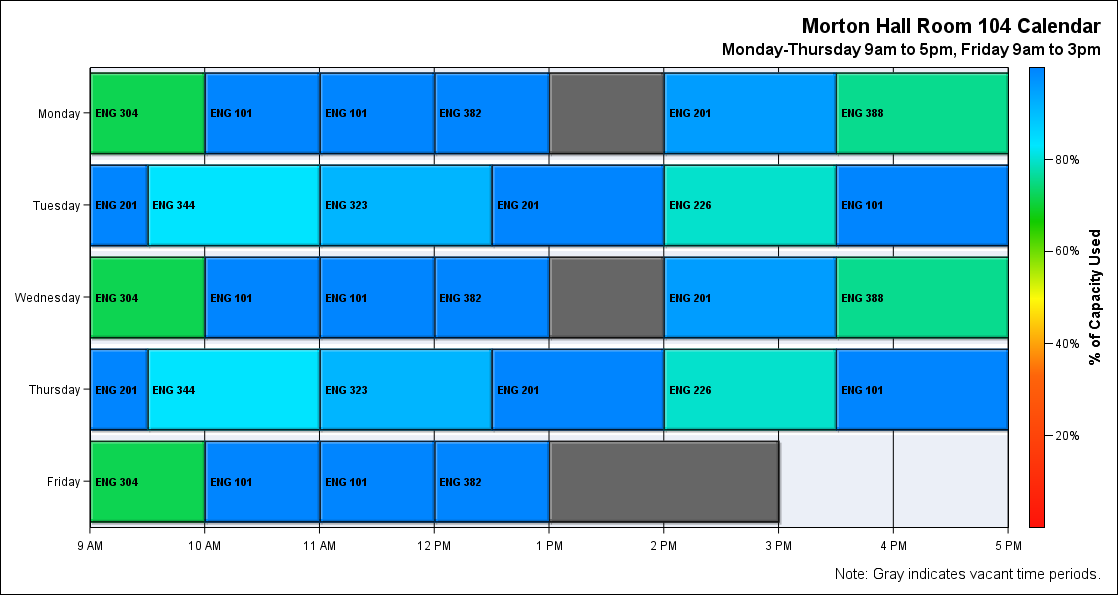 Morton Hall Room 104 Calendar
Monday-Thursday 9am to 5pm, Friday 9am to 3pm
Monday
ENG 304
ENG 101
ENG 101
ENG 382
ENG 201
ENG 388
Tuesday
ENG 201
ENG 344
ENG 323
ENG 201
ENG 226
ENG 101
Wednesday
ENG 304
ENG 101
ENG 101
ENG 382
ENG 201
ENG 388
Thursday
ENG 201
ENG 344
ENG 323
ENG 201
ENG 226
ENG 101
Friday
ENG 304
ENG 101
ENG 101
ENG 382
9 AM
10 AM
11 AM
12 PM
1 PM
2 PM
3 PM
4 PM
5 PM
80%
60%
40%
20%
% of Capacity Used
Note: Gray indicates vacant time periods.